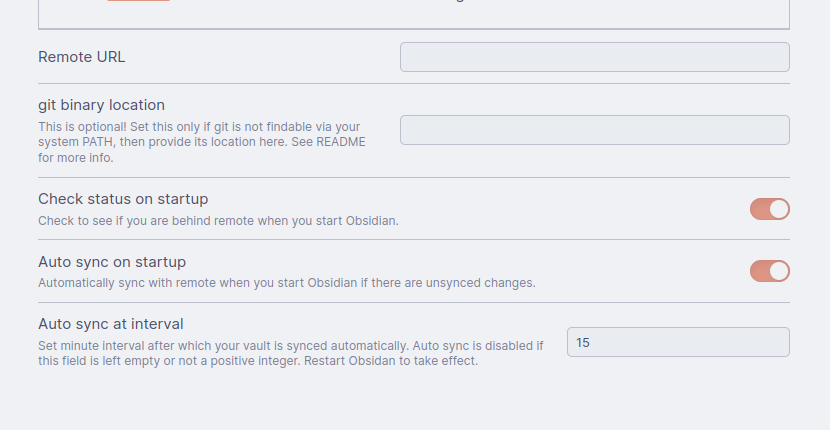 Remote URL
git binary location
This is optional! Set this only if git is not findable via your
system PATH, then provide its location here. See README
for more info.
Check status on startup
Check to see if you are behind remote when you start Obsidian.
Auto sync on startup
Automatically sync with remote when you start Obsidian if there are unsynced changes.
Auto sync at interval
Set minute interval after which your vault is synced automatically. Auto sync is disabled if
this field is left empty or not a positive integer. Restart Obsidan to take effect.
15